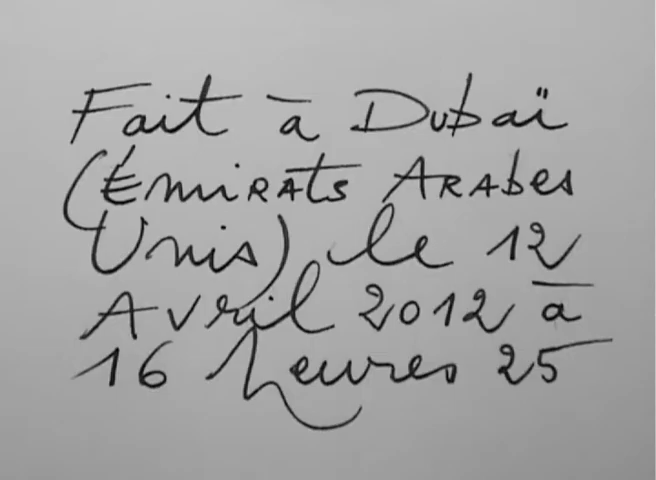 Fait à Dubaï
(Émirats Arabes
Unis), le 12
Avril 2012 à
16 heures 25